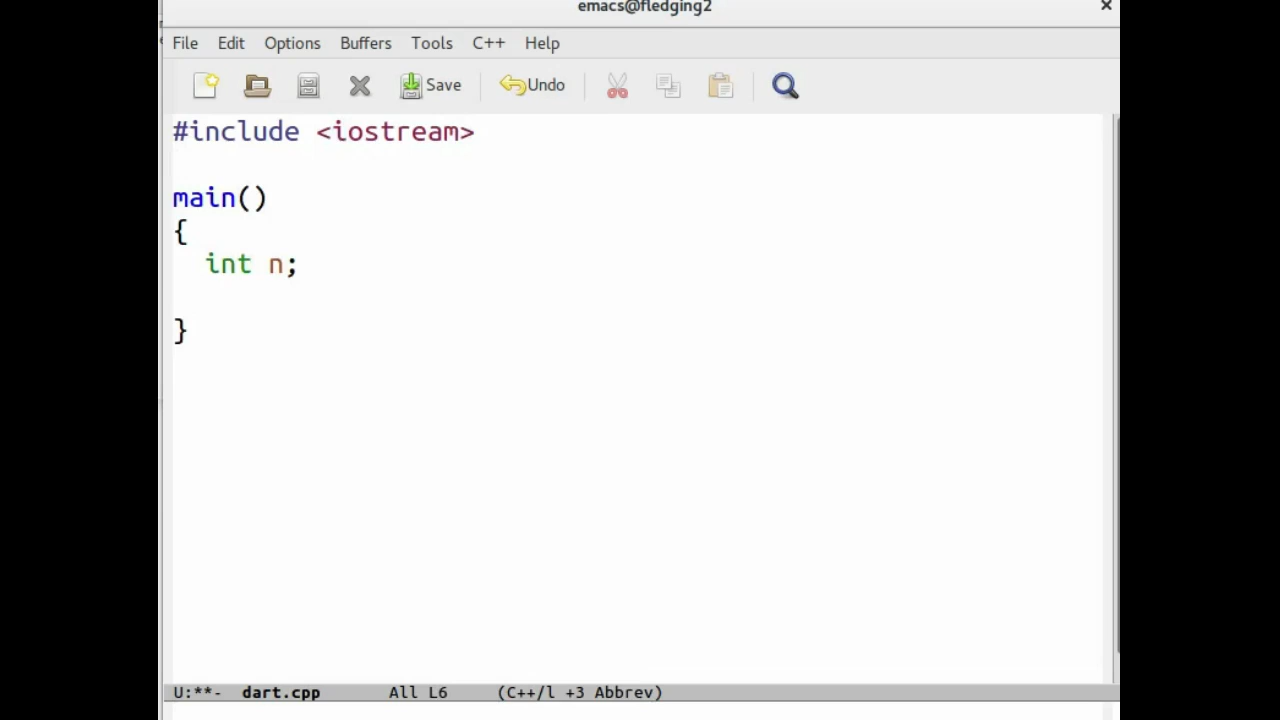 emacs@fledging2
File Edit Options Buffers Tools C++ Help
Save Undo
#include <iostream>
main()
{
int n;
}
U:**- dart.cpp All L6 (C++/l +3 Abbrev)